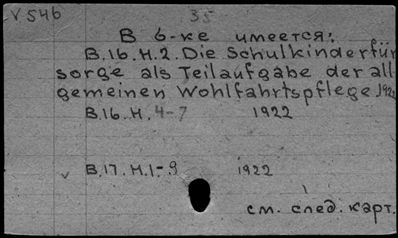 V 546 35
В б-ке имеется:
B.16.H.2. Die Schulkinderfür
sorge als Teilaufgabe der all
gemeinen Wohlfahrtspflege 1922
B.16.H.4-7 1922
B.17.H.1-9 1922
см. след. карт.